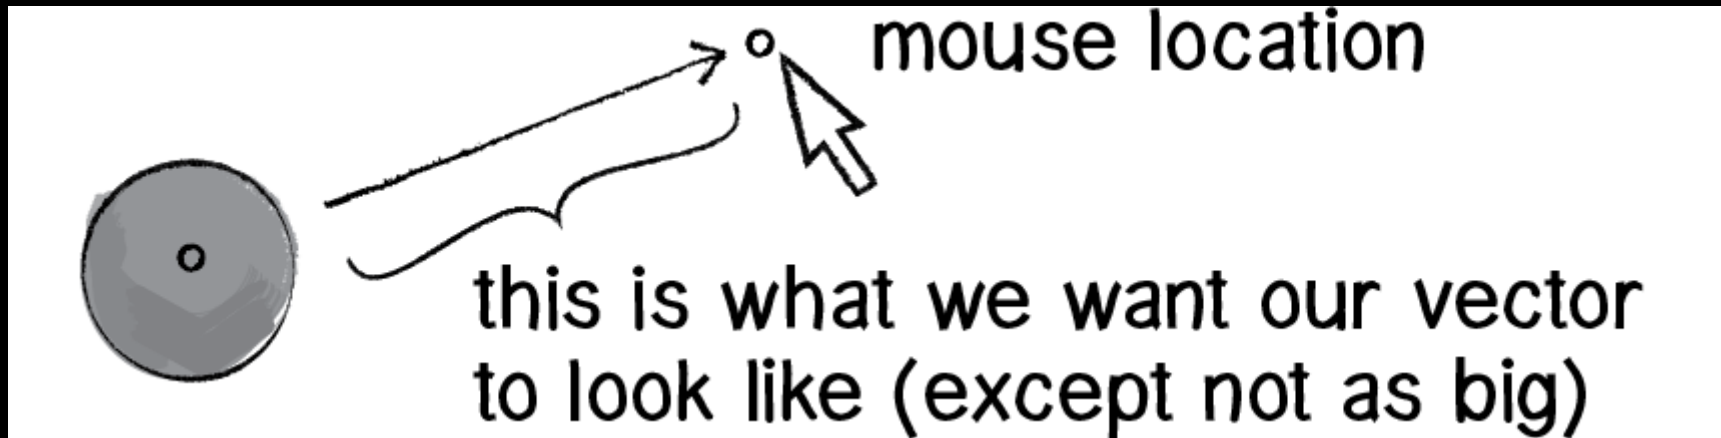 mouse location
this is what we want our vector
to look like (except not as big)